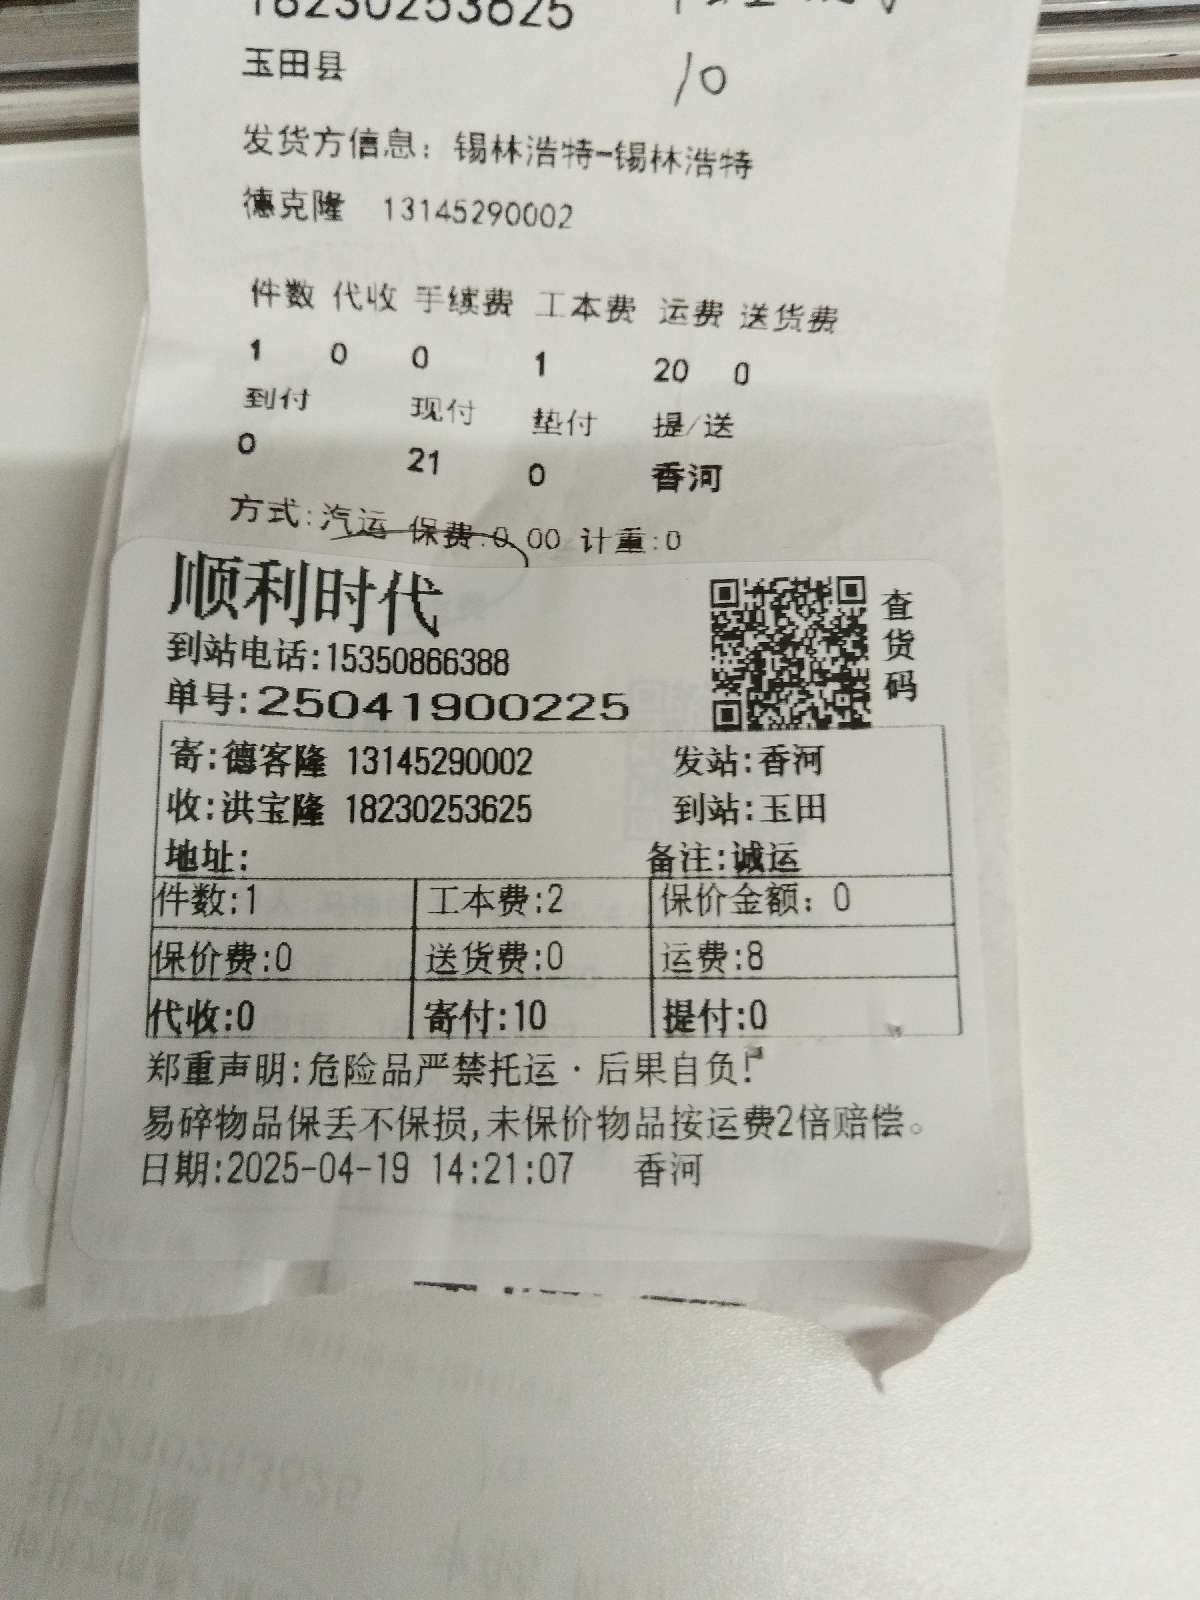 18230253625
玉田县
10
发货方信息：锡林浩特-锡林浩特
德克隆 13145290002
件数 代收 手续费 工本费 运费 送货费
1 0 0 1 20 0
到付 现付 垫付 提/送
0 21 0 香河
方式:汽运 保费:0.00 计重:0
顺利时代
查货码
到站电话:15350866388
单号:25041900225
寄:德客隆 13145290002 发站:香河
收:洪宝隆 18230253625 到站:玉田
地址: 备注:诚运
件数:1 工本费:2 保价金额：0
保价费:0 送货费:0 运费:8
代收:0 寄付:10 提付:0
郑重声明:危险品严禁托运·后果自负!
易碎物品保丢不保损,未保价物品按运费2倍赔偿。
日期:2025-04-19 14:21:07 香河